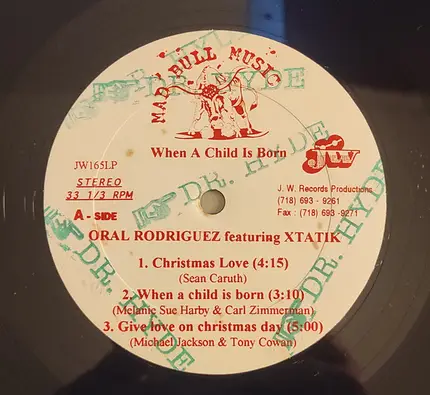 MAD BULL MUSIC
DR. HYDE
DR. HYDE
When A Child Is Born
JW
JW165LP
STEREO
33 1/3 RPM
A - SIDE
J. W. Records Productions
(718) 693 - 9261
Fax : (718) 693 -9271
DR. HYDE
ORAL RODRIGUEZ featuring XTATIK
1. Christmas Love (4:15)
(Sean Caruth)
2. When a child is born (3:10)
(Melanie Sue Harby & Carl Zimmerman)
3. Give love on christmas day (5:00)
(Michael Jackson & Tony Cowan)
DR. HYDE
DR. HYDE